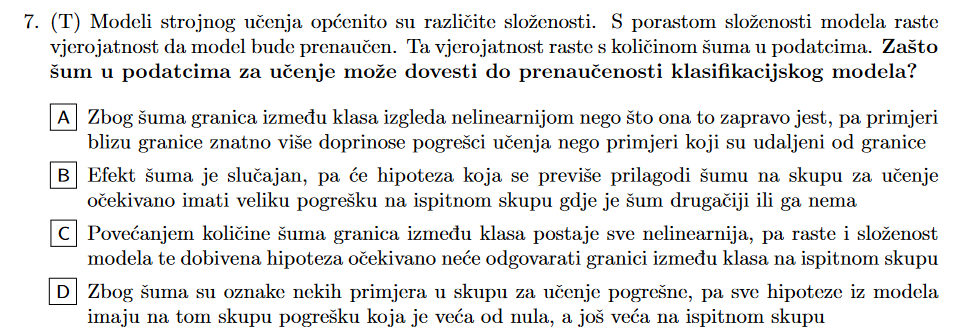 7. (T) Modeli strojnog učenja općenito su različite složenosti. S porastom složenosti modela raste
vjerojatnost da model bude prenaučen. Ta vjerojatnost raste s količinom šuma u podatcima. Zašto
šum u podatcima za učenje može dovesti do prenaučenosti klasifikacijskog modela?
A Zbog šuma granica između klasa izgleda nelinearnijom nego što ona to zapravo jest, pa primjeri
blizu granice znatno više doprinose pogrešci učenja nego primjeri koji su udaljeni od granice
B Efekt šuma je slučajan, pa će hipoteza koja se previše prilagodi šumu na skupu za učenje
očekivano imati veliku pogrešku na ispitnom skupu gdje je šum drugačiji ili ga nema
C Povećanjem količine šuma granica između klasa postaje sve nelinearnija, pa raste i složenost
modela te dobivena hipoteza očekivano neće odgovarati granici između klasa na ispitnom skupu
D Zbog šuma su oznake nekih primjera u skupu za učenje pogrešne, pa sve hipoteze iz modela
imaju na tom skupu pogrešku koja je veća od nula, a još veća na ispitnom skupu